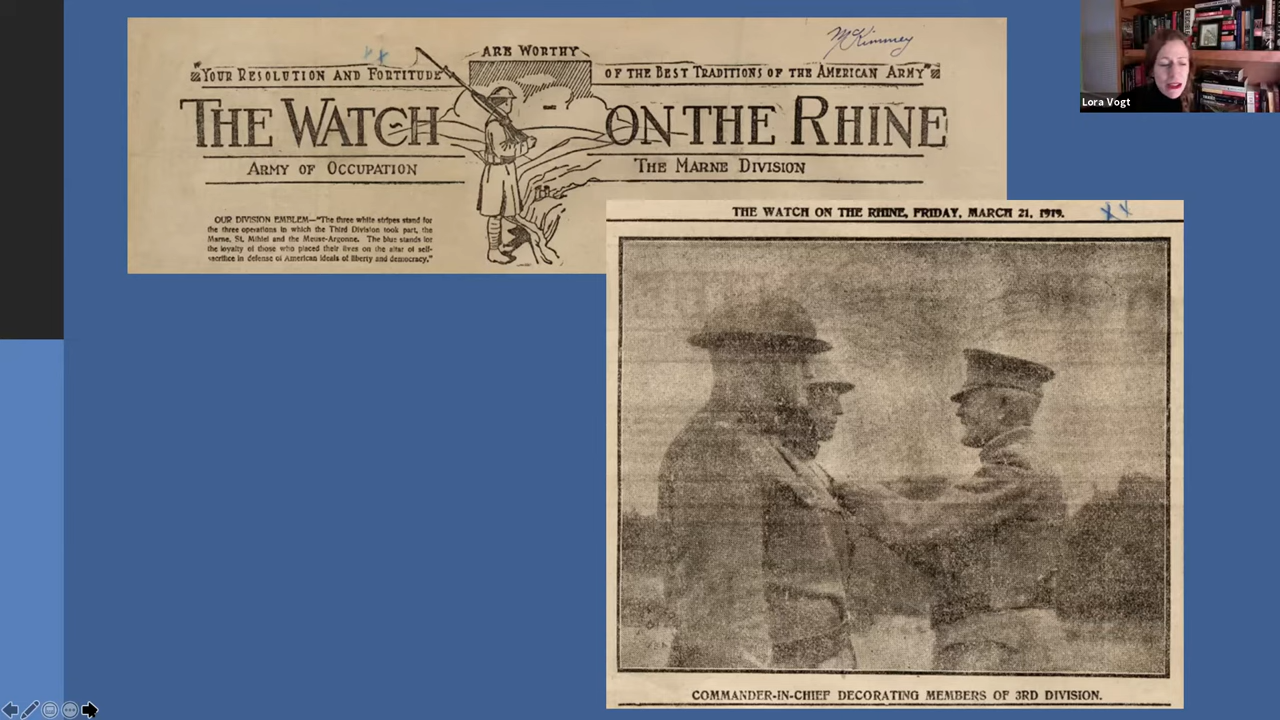 McKimmey
ARE WORTHY
"YOUR RESOLUTION AND FORTITUDE
OF THE BEST TRADITIONS OF THE AMERICAN ARMY"
THE WATCH ON THE RHINE
ARMY OF OCCUPATION
THE MARNE DIVISION
OUR DIVISION EMBLEM—"The three white stripes stand for
the three operations in which the Third Division took part, the
Marne, St. Mihiel and the Meuse-Argonne. The blue stands for
the loyalty of those who placed their lives on the altar of self-
sacrifice in defense of American ideals of liberty and democracy."
THE WATCH ON THE RHINE, FRIDAY, MARCH 21, 1919.
COMMANDER-IN-CHIEF DECORATING MEMBERS OF 3RD DIVISION.
Lora Vogt